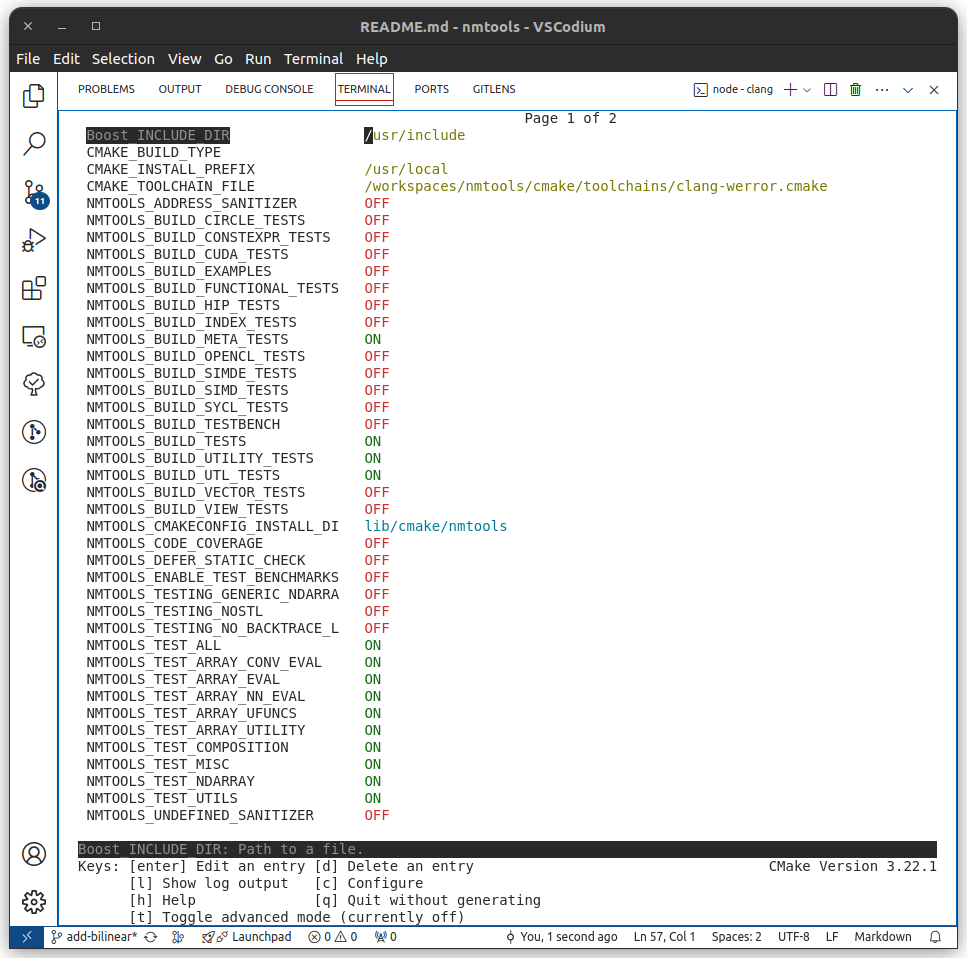 README.md - nmtools - VSCodium
File Edit Selection View Go Run Terminal Help
PROBLEMS OUTPUT DEBUG CONSOLE TERMINAL PORTS GITLENS node - clang
Page 1 of 2
Boost_INCLUDE_DIR /usr/include
CMAKE_BUILD_TYPE
CMAKE_INSTALL_PREFIX /usr/local
CMAKE_TOOLCHAIN_FILE /workspaces/nmtools/cmake/toolchains/clang-werror.cmake
NMTOOLS_ADDRESS_SANITIZER OFF
NMTOOLS_BUILD_CIRCLE_TESTS OFF
NMTOOLS_BUILD_CONSTEXPR_TESTS OFF
NMTOOLS_BUILD_CUDA_TESTS OFF
NMTOOLS_BUILD_EXAMPLES OFF
NMTOOLS_BUILD_FUNCTIONAL_TESTS OFF
NMTOOLS_BUILD_HIP_TESTS OFF
NMTOOLS_BUILD_INDEX_TESTS OFF
NMTOOLS_BUILD_META_TESTS ON
NMTOOLS_BUILD_OPENCL_TESTS OFF
NMTOOLS_BUILD_SIMDE_TESTS OFF
NMTOOLS_BUILD_SIMD_TESTS OFF
NMTOOLS_BUILD_SYCL_TESTS OFF
NMTOOLS_BUILD_TESTBENCH OFF
NMTOOLS_BUILD_TESTS ON
NMTOOLS_BUILD_UTILITY_TESTS ON
NMTOOLS_BUILD_UTL_TESTS ON
NMTOOLS_BUILD_VECTOR_TESTS OFF
NMTOOLS_BUILD_VIEW_TESTS OFF
NMTOOLS_CMAKECONFIG_INSTALL_DI lib/cmake/nmtools
NMTOOLS_CODE_COVERAGE OFF
NMTOOLS_DEFER_STATIC_CHECK OFF
NMTOOLS_ENABLE_TEST_BENCHMARKS OFF
NMTOOLS_TESTING_GENERIC_NDARRA OFF
NMTOOLS_TESTING_NOSTL OFF
NMTOOLS_TESTING_NO_BACKTRACE_L OFF
NMTOOLS_TEST_ALL ON
NMTOOLS_TEST_ARRAY_CONV_EVAL ON
NMTOOLS_TEST_ARRAY_EVAL ON
NMTOOLS_TEST_ARRAY_NN_EVAL ON
NMTOOLS_TEST_ARRAY_UFUNCS ON
NMTOOLS_TEST_ARRAY_UTILITY ON
NMTOOLS_TEST_COMPOSITION ON
NMTOOLS_TEST_MISC ON
NMTOOLS_TEST_NDARRAY ON
NMTOOLS_TEST_UTILS ON
NMTOOLS_UNDEFINED_SANITIZER OFF
Boost_INCLUDE_DIR: Path to a file.
Keys: [enter] Edit an entry [d] Delete an entry CMake Version 3.22.1
[l] Show log output [c] Configure
[h] Help [q] Quit without generating
[t] Toggle advanced mode (currently off)
11
add-bilinear* Launchpad 0 0 0 You, 1 second ago Ln 57, Col 1 Spaces: 2 UTF-8 LF Markdown